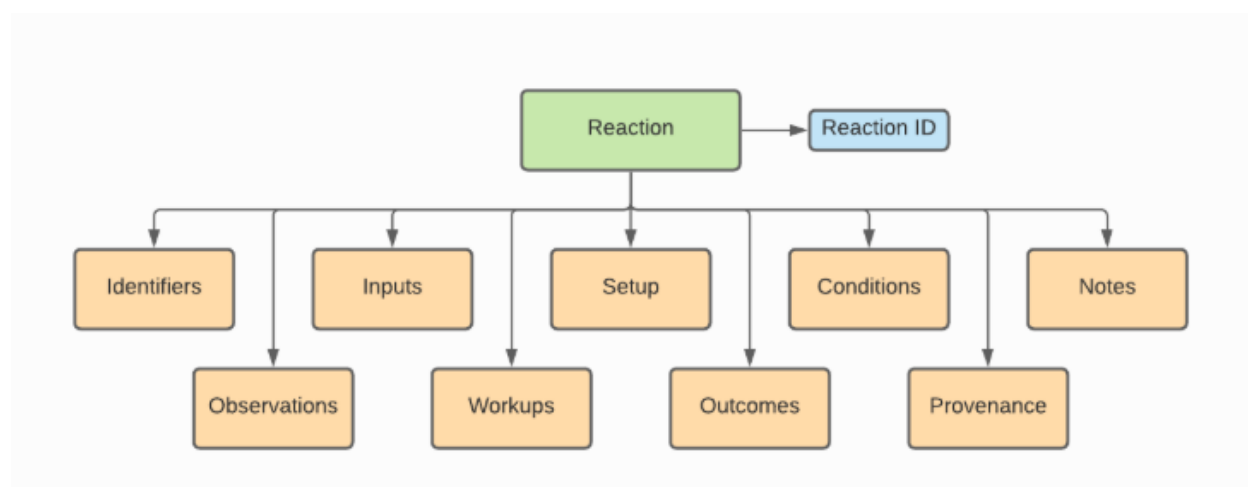 Reaction
Reaction ID
Identifiers
Inputs
Setup
Conditions
Notes
Observations
Workups
Outcomes
Provenance